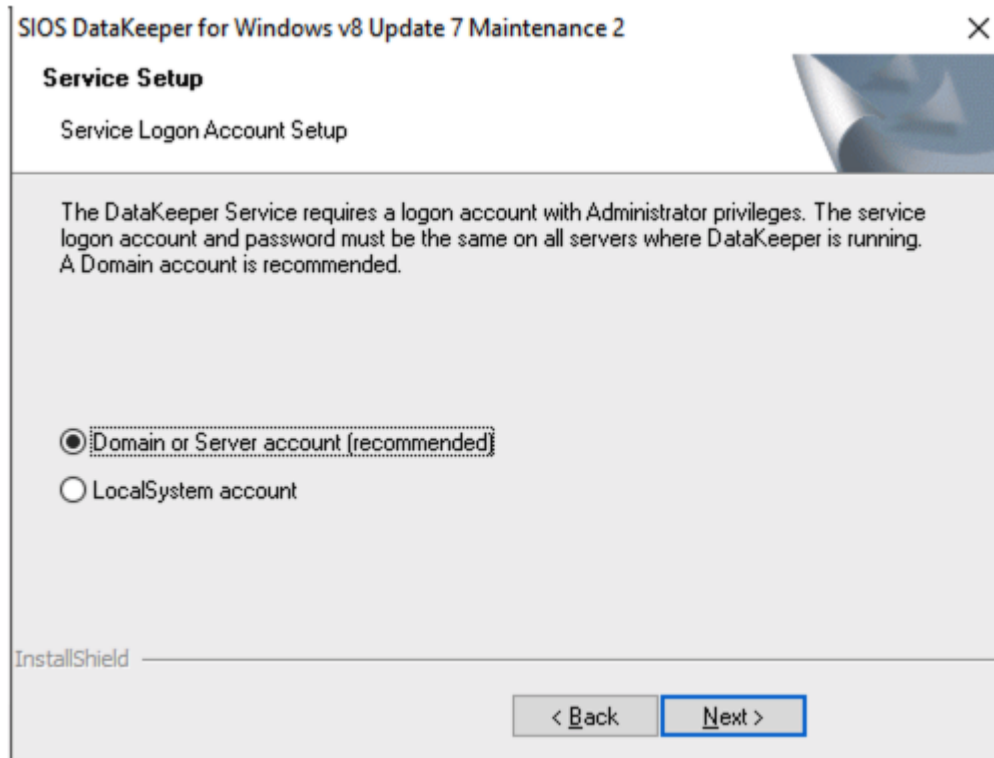 SIOS DataKeeper for Windows v8 Update 7 Maintenance 2
Service Setup
Service Logon Account Setup
The DataKeeper Service requires a logon account with Administrator privileges. The service
logon account and password must be the same on all servers where DataKeeper is running.
A Domain account is recommended.
Domain or Server account (recommended)
LocalSystem account
InstallShield
< Back
Next >